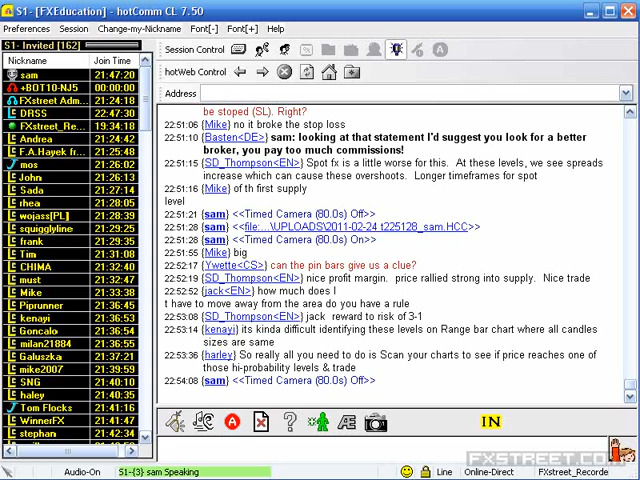 S1- [FXEducation] - hotComm CL 7.50
Preferences Session Change-my-Nickname Font[-] Font[+] Help
S1- Invited [162]
Session Control
Nickname Join Time
hotWeb Control
Address
sam 21:47:20
+BOT10-NJ5 00:00:00
FXstreet Adm... 21:24:18
DRSS 22:47:30
FXstreet_Re... 19:34:18
Andrea 21:24:42
F.A.Hayek f... 21:25:48
mos 21:26:02
John 21:26:13
Sada 21:27:14
rhea 21:28:05
wojass[PL] 21:28:39
squigglyline 21:29:25
frank 21:29:35
Tim 21:31:08
CHIMA 21:32:40
must 21:32:47
Mike 21:33:38
Piprunner 21:36:45
kenayi 21:36:53
Goncalo 21:36:54
milan21884 21:36:55
Galuszka 21:37:21
mike2007 21:39:59
SNG 21:40:10
haley 21:40:35
Tom Flocks 21:41:16
WinnerFX 21:41:47
stephan 21:42:34
be stoped (SL). Right?
22:51:06 {Mike} no it broke the stop loss
22:51:10 {Basten<DE>} sam: looking at that statement I'd suggest you look for a better
broker, you pay too much commissions!
22:51:15 {SD_Thompson<EN>} Spot fx is a little worse for this. At these levels, we see spreads
increase which can cause these overshoots. Longer timeframes for spot
22:51:16 {Mike} of th first supply
level
22:51:21 {sam} <<Timed Camera (80.0s) Off>>
22:51:28 {sam} <<file:...\UPLOADS\2011-02-24 t225128_sam.HCC>>
22:51:28 {sam} <<Timed Camera (80.0s) On>>
22:51:55 {Mike} big
22:52:17 {Ywette<CS>} can the pin bars give us a clue?
22:52:19 {SD_Thompson<EN>} nice profit margin. price rallied strong into supply. Nice trade
22:52:52 {jack<EN>} how much does I
t have to move away from the area do you have a rule
22:53:08 {SD_Thompson<EN>} jack reward to risk of 3-1
22:53:14 {kenayi} its kinda difficult identifying these levels on Range bar chart where all candles
sizes are same
22:53:36 {harley} So really all you need to do is Scan your charts to see if price reaches one of
those hi-probability levels & trade
22:54:08 {sam} <<Timed Camera (80.0s) Off>>
IN
FXSTREET.COM
Audio-On S1-{3} sam Speaking Line Online-Direct FXstreet_Recorde